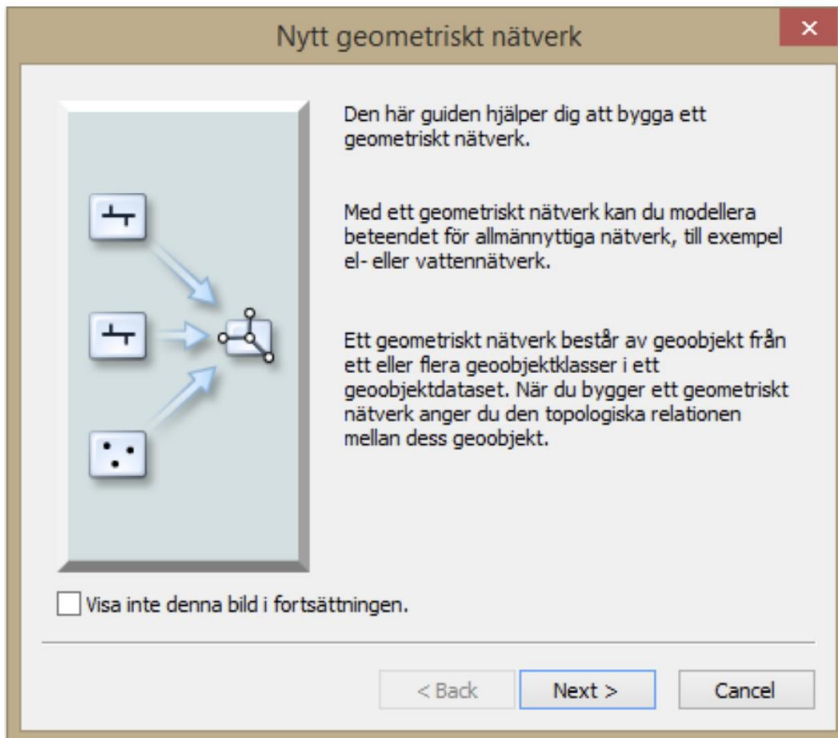 Nytt geometriskt nätverk
Den här guiden hjälper dig att bygga ett
geometriskt nätverk.
Med ett geometriskt nätverk kan du modellera
beteendet för allmännyttiga nätverk, till exempel
el- eller vattennätverk.
Ett geometriskt nätverk består av geoobjekt från
ett eller flera geoobjektklasser i ett
geoobjektdataset. När du bygger ett geometriskt
nätverk anger du den topologiska relationen
mellan dess geoobjekt.
Visa inte denna bild i fortsättningen.
< Back Next > Cancel